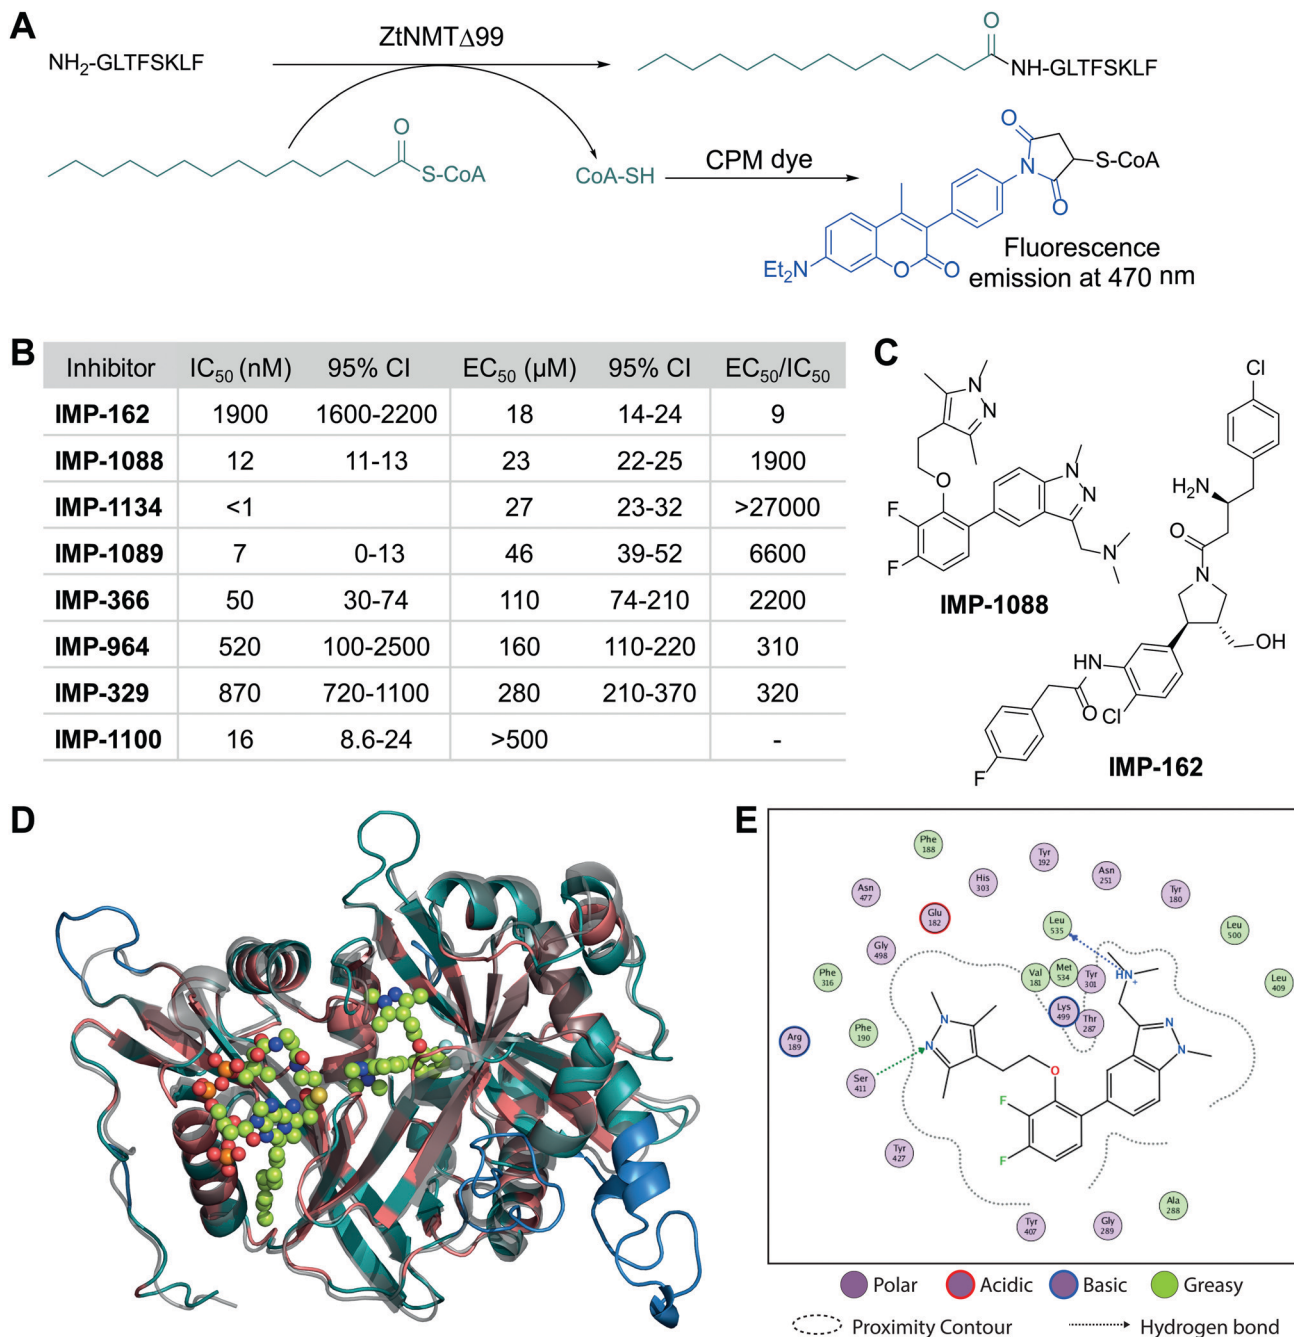 A
ZtNMTΔ99
NH2-GLTFSKLF
O
NH-GLTFSKLF
O
S-CoA
CoA-SH
CPM dye
O
N
S-CoA
O
Et2N
O
O
Fluorescence
emission at 470 nm
B
Inhibitor IC50 (nM) 95% CI EC50 (μM) 95% CI EC50/IC50
IMP-162 1900 1600-2200 18 14-24 9
IMP-1088 12 11-13 23 22-25 1900
IMP-1134 <1 27 23-32 >27000
IMP-1089 7 0-13 46 39-52 6600
IMP-366 50 30-74 110 74-210 2200
IMP-964 520 100-2500 160 110-220 310
IMP-329 870 720-1100 280 210-370 320
IMP-1100 16 8.6-24 >500 -
C
N
N
O
F
F
N
N
N
IMP-1088
Cl
H2N
O
N
OH
HN
O
Cl
F
IMP-162
D
E
Phe
188
Tyr
192
His
303
Asn
251
Asn
477
Tyr
180
Glu
182
Leu
535
Leu
500
Gly
498
Phe
316
Val
181
Met
534
Tyr
301
HN+
Leu
409
Lys
499
Thr
287
Arg
189
Phe
190
N
N
N
N
Ser
411
O
F
F
Tyr
427
Ala
288
Tyr
407
Gly
289
Polar Acidic Basic Greasy
Proximity Contour Hydrogen bond